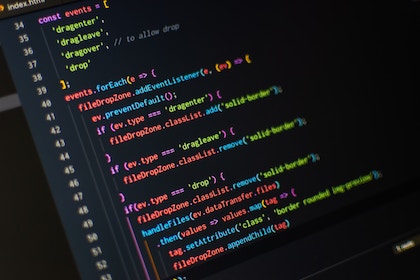 index.html
34 const events = [
35 'dragenter',
36 'dragleave',
37 'dragover', // to allow drop
38 'drop'
39 ];
40 events.forEach(e => {
41 fileDropZone.addEventListener(e, (ev) => {
42 ev.preventDefault();
43 if (ev.type === 'dragenter') {
44 fileDropZone.classList.add('solid-border');
45 }
46 if (ev.type === 'dragleave') {
47 fileDropZone.classList.remove('solid-border');
48 }
49 if(ev.type === 'drop') {
50 fileDropZone.classList.remove('solid-border');
51 handleFiles(ev.dataTransfer.files)
52 .then(values => values.map(tag => {
tag.setAttribute('class', 'border rounded img-preview');
fileDropZone.appendChild(tag)